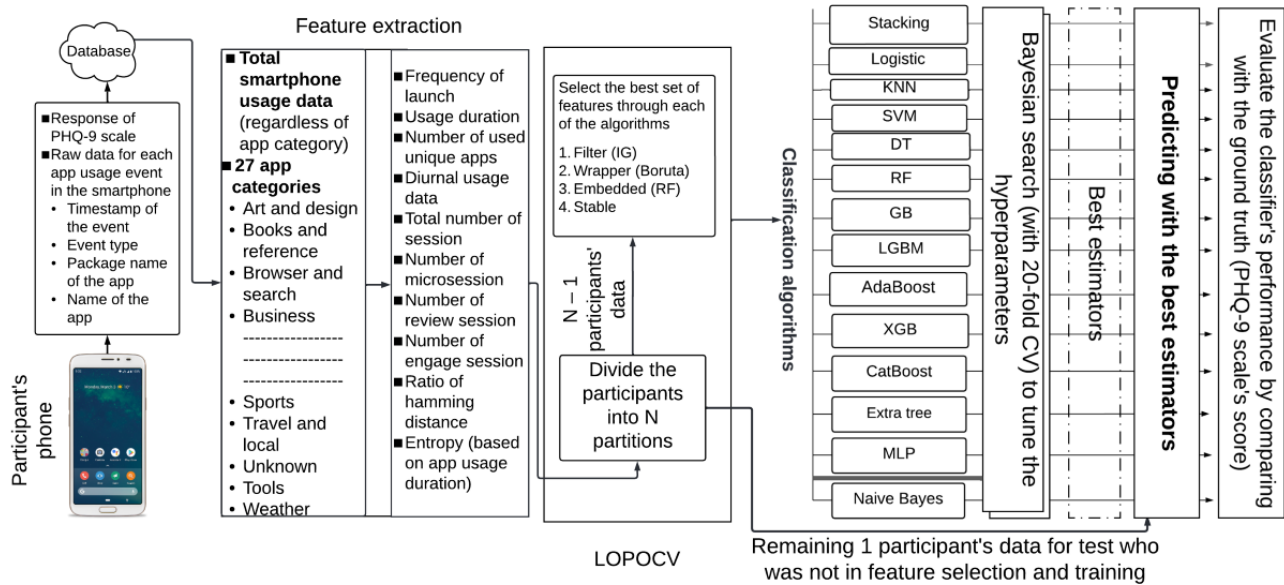 Feature extraction
Database
■Response of
PHQ-9 scale
■Raw data for each
app usage event
in the smartphone
• Timestamp of
the event
• Event type
• Package name
of the app
• Name of the
app
Participant's
phone
■ Total
smartphone
usage data
(regardless of
app category)
■ 27 app
categories
• Art and design
• Books and
reference
• Browser and
search
• Business
--------------------
--------------------
--------------------
• Sports
• Travel and
local
• Unknown
• Tools
• Weather
■Frequency of
launch
■Usage duration
■Number of used
unique apps
■Diurnal usage
data
■Total number of
session
■Number of
microsession
■Number of
review session
■Number of
engage session
■Ratio of
hamming
distance
■Entropy (based
on app usage
duration)
Select the best set of
features through each
of the algorithms
1. Filter (IG)
2. Wrapper (Boruta)
3. Embedded (RF)
4. Stable
N – 1
participants'
data
Divide the
participants
into N
partitions
LOPOCV
Classification algorithms
Stacking
Logistic
KNN
SVM
DT
RF
GB
LGBM
AdaBoost
XGB
CatBoost
Extra tree
MLP
Naive Bayes
Bayesian search (with 20-fold CV) to tune the
hyperparameters
Best estimators
Predicting with the best estimators
Evaluate the classifier's performance by comparing
with the ground truth (PHQ-9 scale's score)
Remaining 1 participant's data for test who
was not in feature selection and training